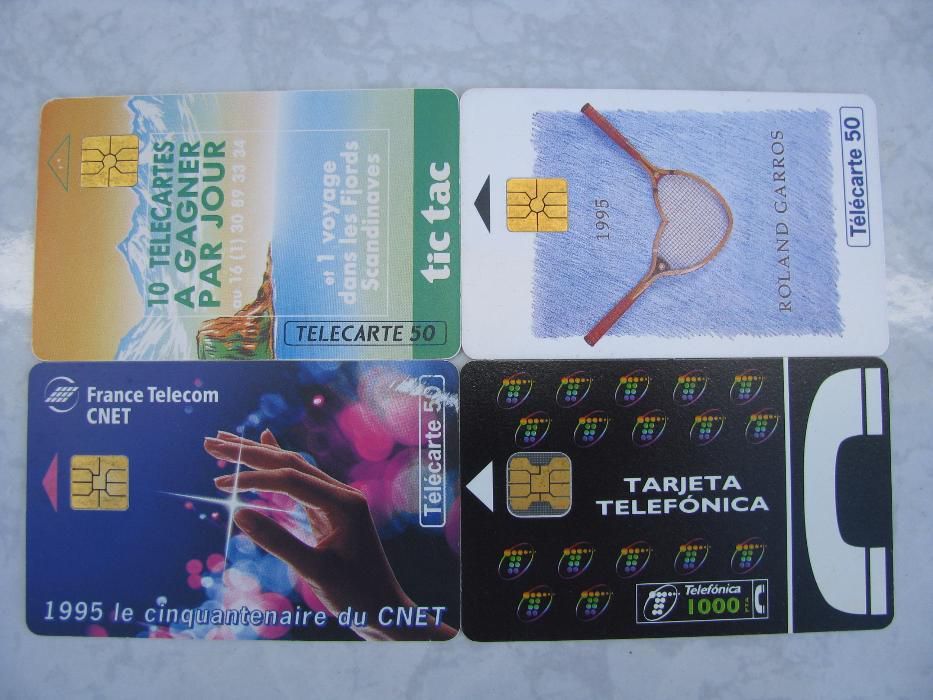 10 TELECARTES
A GAGNER
PAR JOUR
au 16 (1) 30 89 33 34
et 1 voyage
dans les Fjords
Scandinaves
tic tac
TELECARTE 50
1995
ROLAND GARROS
Télécarte 50
France Telecom
CNET
Télécarte 50
1995 le cinquantenaire du CNET
TARJETA
TELEFÓNICA
Telefónica
1000 PTA